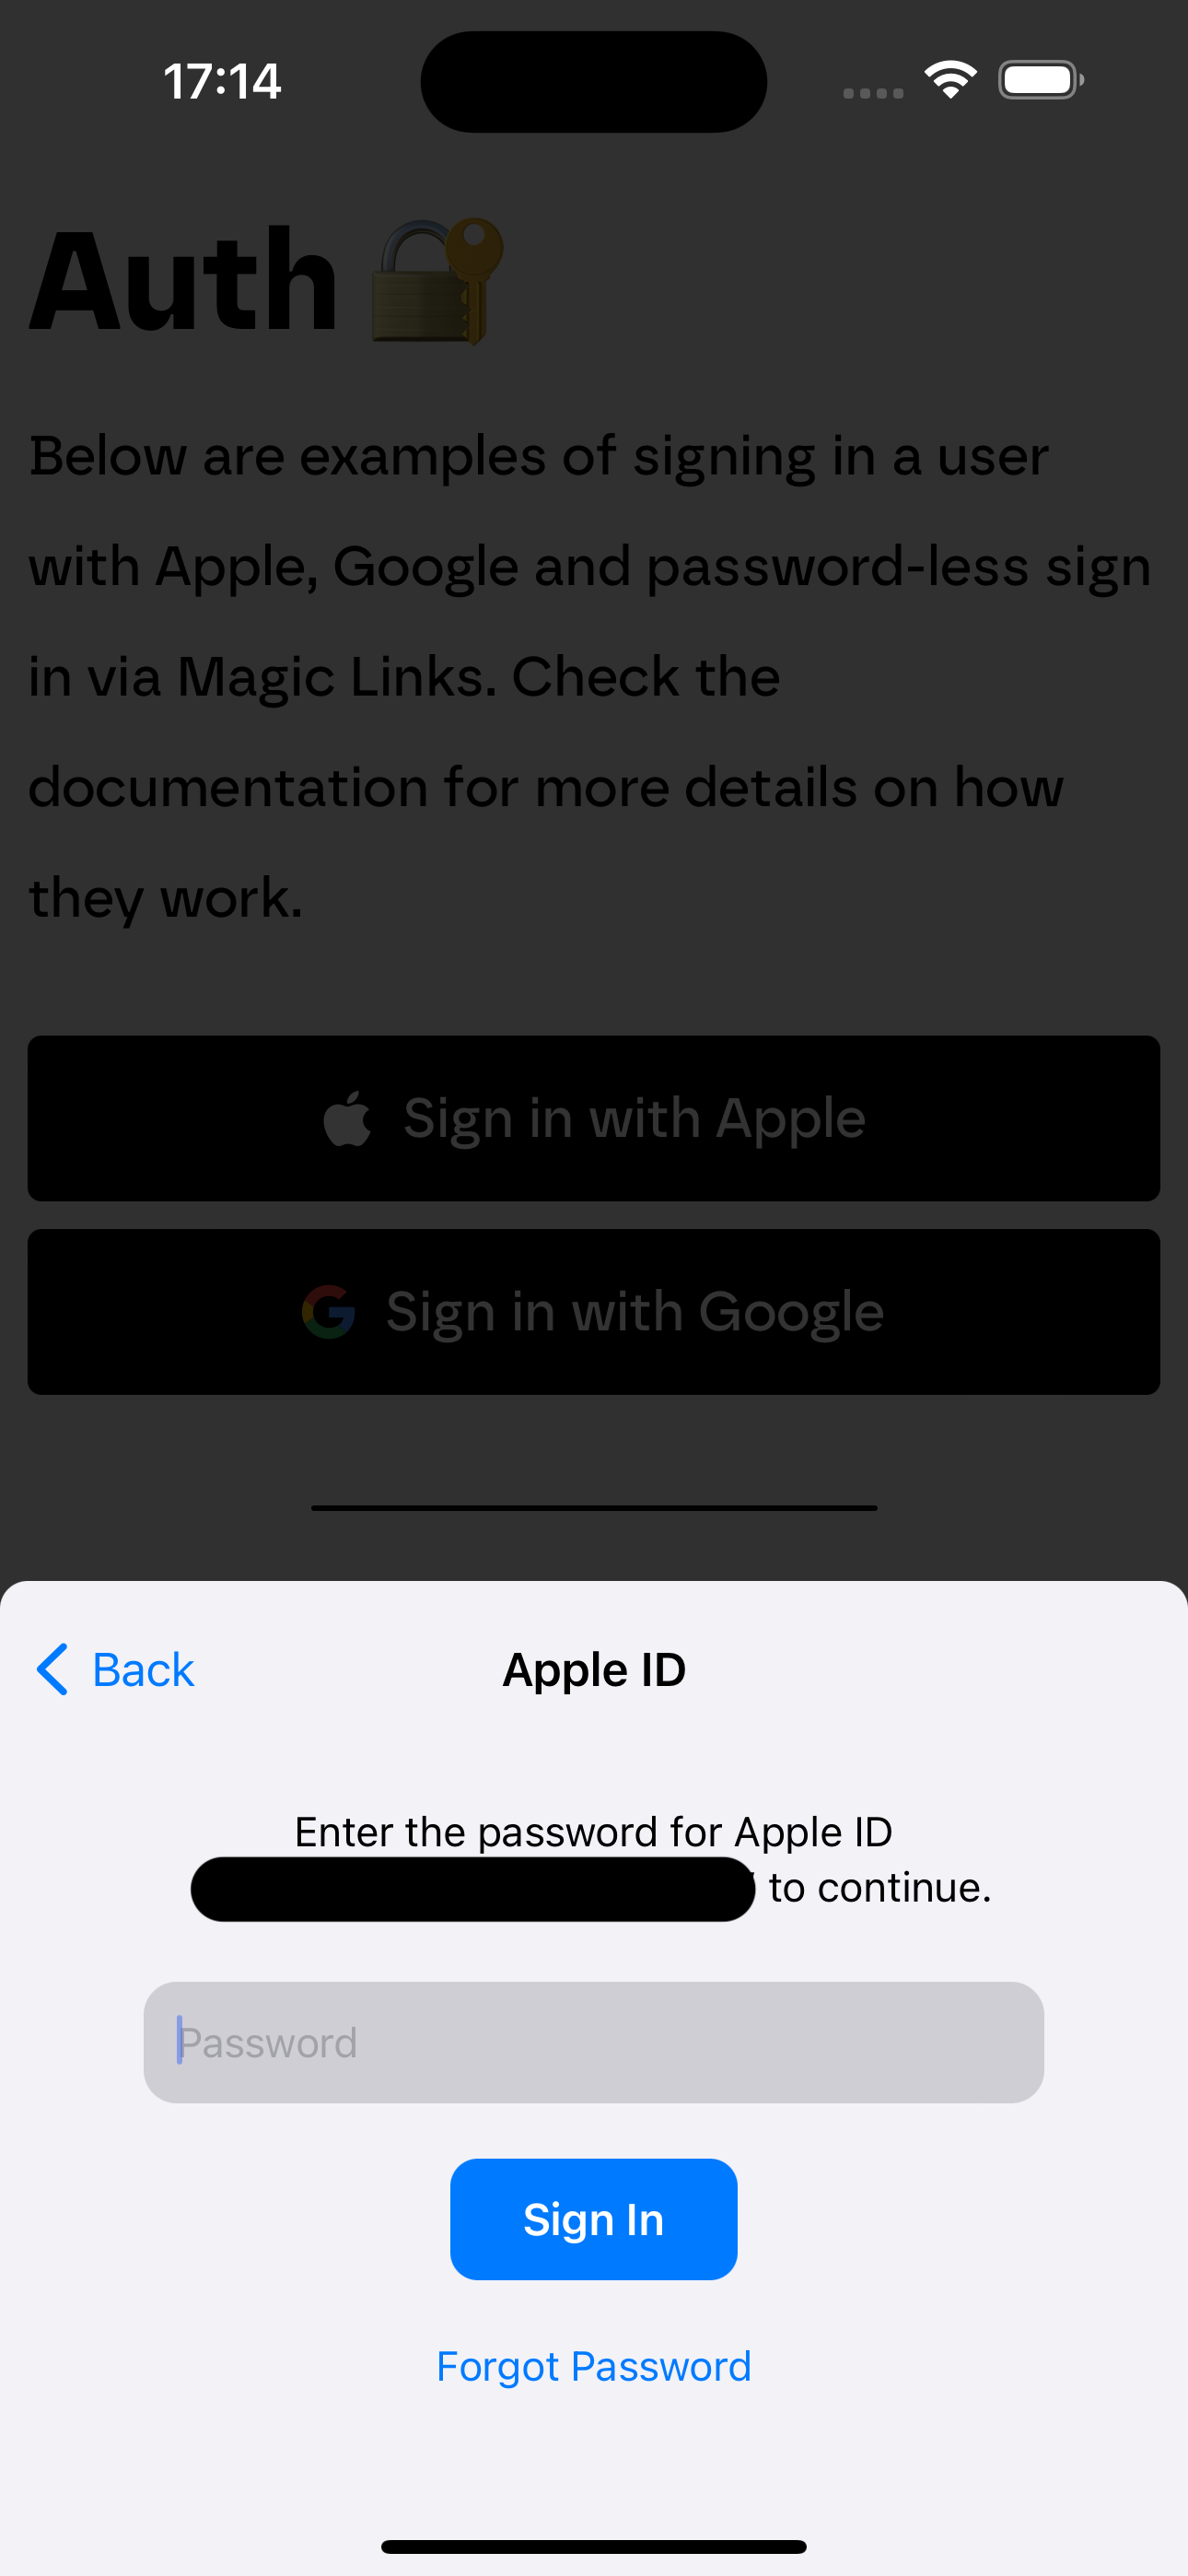 17:14
Auth 🔐
Below are examples of signing in a user
with Apple, Google and password-less sign
in via Magic Links. Check the
documentation for more details on how
they work.
Sign in with Apple
Sign in with Google
Back
Apple ID
Enter the password for Apple ID
to continue.
Password
Sign In
Forgot Password